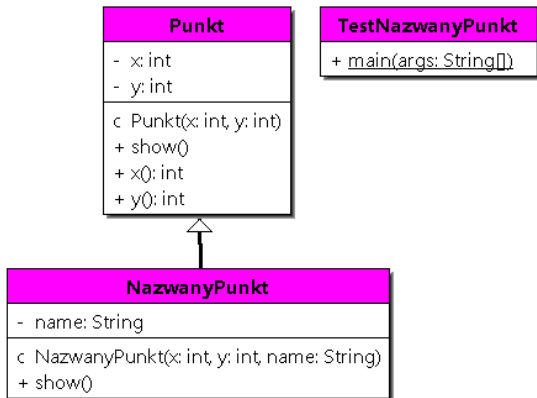 Punkt
- x: int
- y: int
c Punkt(x: int, y: int)
+ show()
+ x(): int
+ y(): int
TestNazwanyPunkt
+ main(args: String[])
NazwanyPunkt
- name: String
c NazwanyPunkt(x: int, y: int, name: String)
+ show()